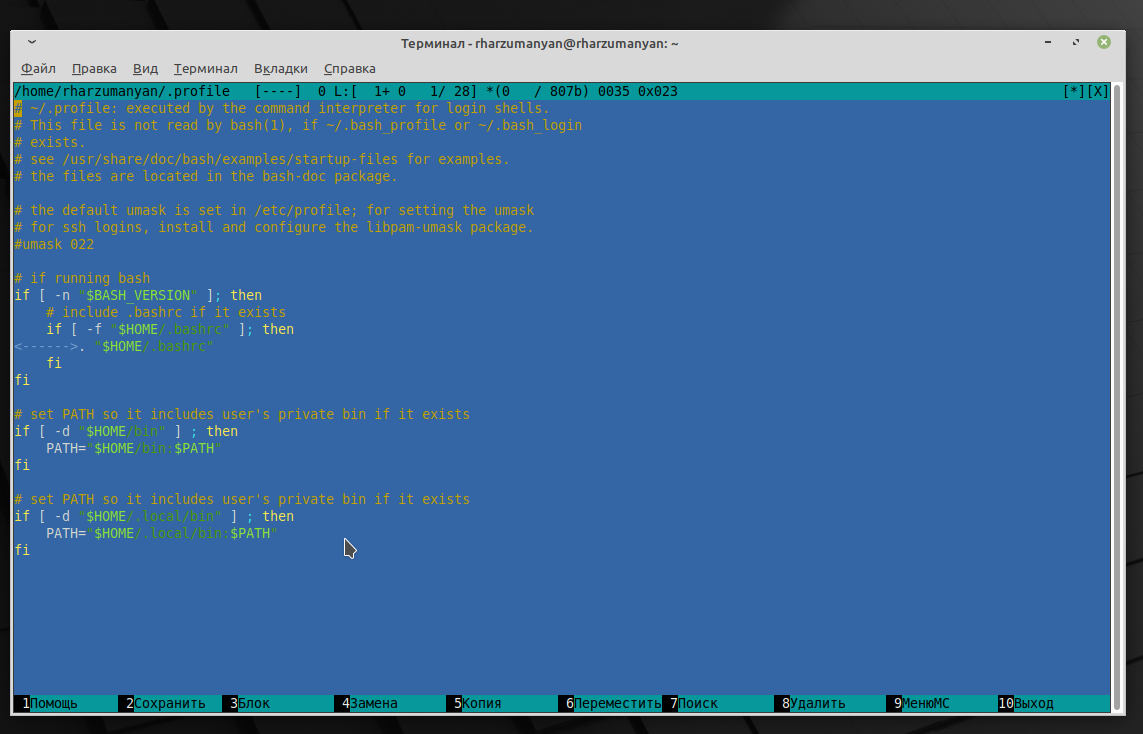 Терминал - rharzumanyan@rharzumanyan: ~
Файл Правка Вид Терминал Вкладки Справка
/home/rharzumanyan/.profile   [----]  0 L:[  1+ 0   1/ 28] *(0   / 807b) 0035 0x023 [*][X]
# ~/.profile: executed by the command interpreter for login shells.
# This file is not read by bash(1), if ~/.bash_profile or ~/.bash_login
# exists.
# see /usr/share/doc/bash/examples/startup-files for examples.
# the files are located in the bash-doc package.

# the default umask is set in /etc/profile; for setting the umask
# for ssh logins, install and configure the libpam-umask package.
#umask 022

# if running bash
if [ -n "$BASH_VERSION" ]; then
    # include .bashrc if it exists
    if [ -f "$HOME/.bashrc" ]; then
<------>. "$HOME/.bashrc"
    fi
fi

# set PATH so it includes user's private bin if it exists
if [ -d "$HOME/bin" ] ; then
    PATH="$HOME/bin:$PATH"
fi

# set PATH so it includes user's private bin if it exists
if [ -d "$HOME/.local/bin" ] ; then
    PATH="$HOME/.local/bin:$PATH"
fi
1Помощь 2Сохранить 3Блок 4Замена 5Копия 6Переместить 7Поиск 8Удалить 9МенюMC 10Выход